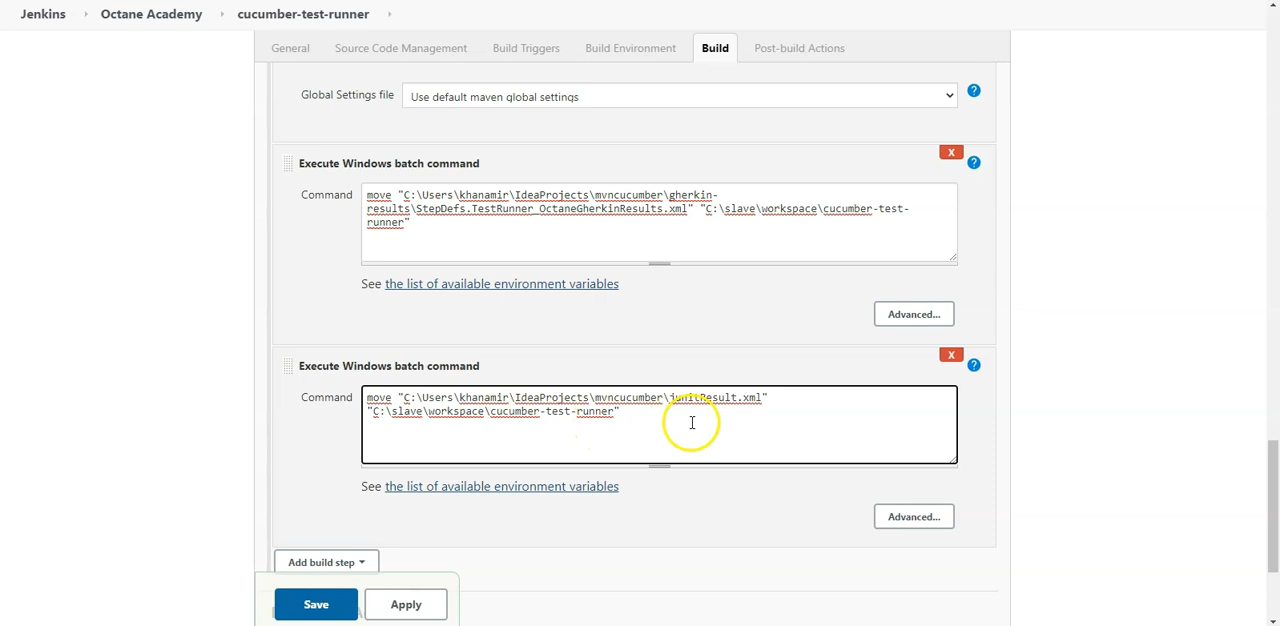 Jenkins Octane Academy cucumber-test-runner
General Source Code Management Build Triggers Build Environment Build Post-build Actions
Global Settings file Use default maven global settings
Execute Windows batch command X
Command move "C:\Users\khanamir\IdeaProjects\mvncucumber\gherkin-
results\StepDefs.TestRunner_OctaneGherkinResults.xml" "C:\slave\workspace\cucumber-test-
runner"
See the list of available environment variables
Advanced...
Execute Windows batch command X
Command move "C:\Users\khanamir\IdeaProjects\mvncucumber\junitResult.xml"
"C:\slave\workspace\cucumber-test-runner"
See the list of available environment variables
Advanced...
Add build step
Save Apply